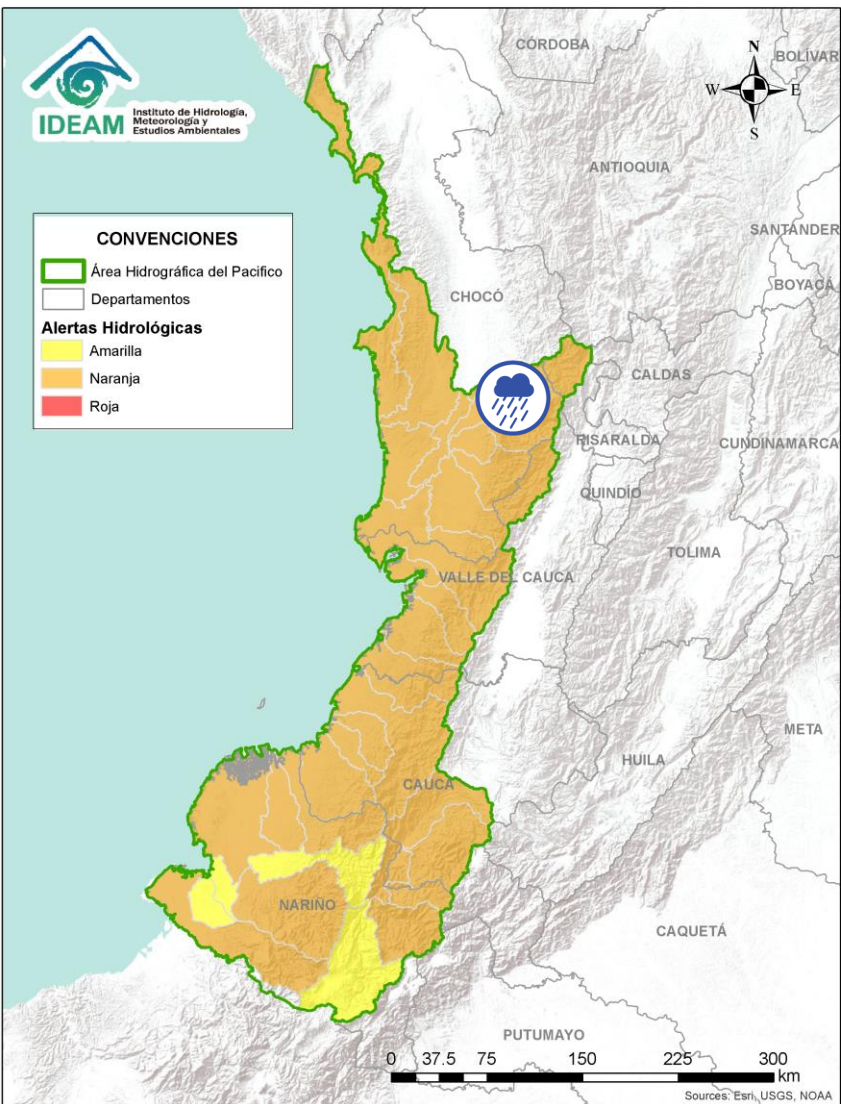 IDEAM
Instituto de Hidrología,
Meteorología y
Estudios Ambientales
N
W E
S
CONVENCIONES
Área Hidrográfica del Pacifico
Departamentos
Alertas Hidrológicas
Amarilla
Naranja
Roja
CÓRDOBA
BOLÍVAR
ANTIOQUIA
SANTANDER
BOYACÁ
CHOCÓ
CALDAS
RISARALDA
CUNDINAMARCA
QUINDÍO
TOLIMA
VALLE DEL CAUCA
META
HUILA
CAUCA
NARIÑO
CAQUETÁ
PUTUMAYO
0 37.5 75 150 225 300
km
Sources: Esri, USGS, NOAA